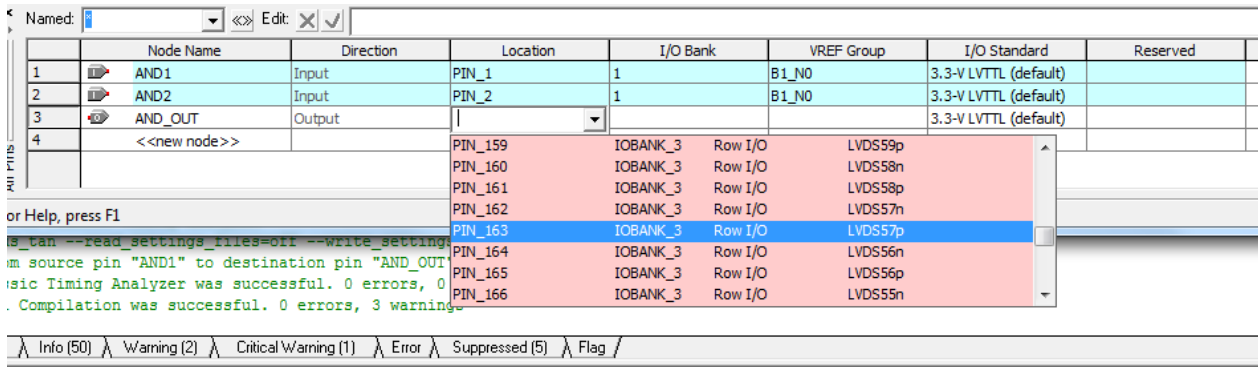 Named: * «» Edit:
Node Name Direction Location I/O Bank VREF Group I/O Standard Reserved
1 AND1 Input PIN_1 1 B1_N0 3.3-V LVTTL (default)
2 AND2 Input PIN_2 1 B1_N0 3.3-V LVTTL (default)
3 AND_OUT Output 3.3-V LVTTL (default)
4 <<new node>>
PIN_159 IOBANK_3 Row I/O LVDS59p
PIN_160 IOBANK_3 Row I/O LVDS58n
PIN_161 IOBANK_3 Row I/O LVDS58p
PIN_162 IOBANK_3 Row I/O LVDS57n
PIN_163 IOBANK_3 Row I/O LVDS57p
PIN_164 IOBANK_3 Row I/O LVDS56n
PIN_165 IOBANK_3 Row I/O LVDS56p
PIN_166 IOBANK_3 Row I/O LVDS55n
All Pins
or Help, press F1
s_tan --read_settings_files=off --write_setting
om source pin "AND1" to destination pin "AND_OUT"
ssic Timing Analyzer was successful. 0 errors, 0
. Compilation was successful. 0 errors, 3 warnings
Info (50) Warning (2) Critical Warning (1) Error Suppressed (5) Flag